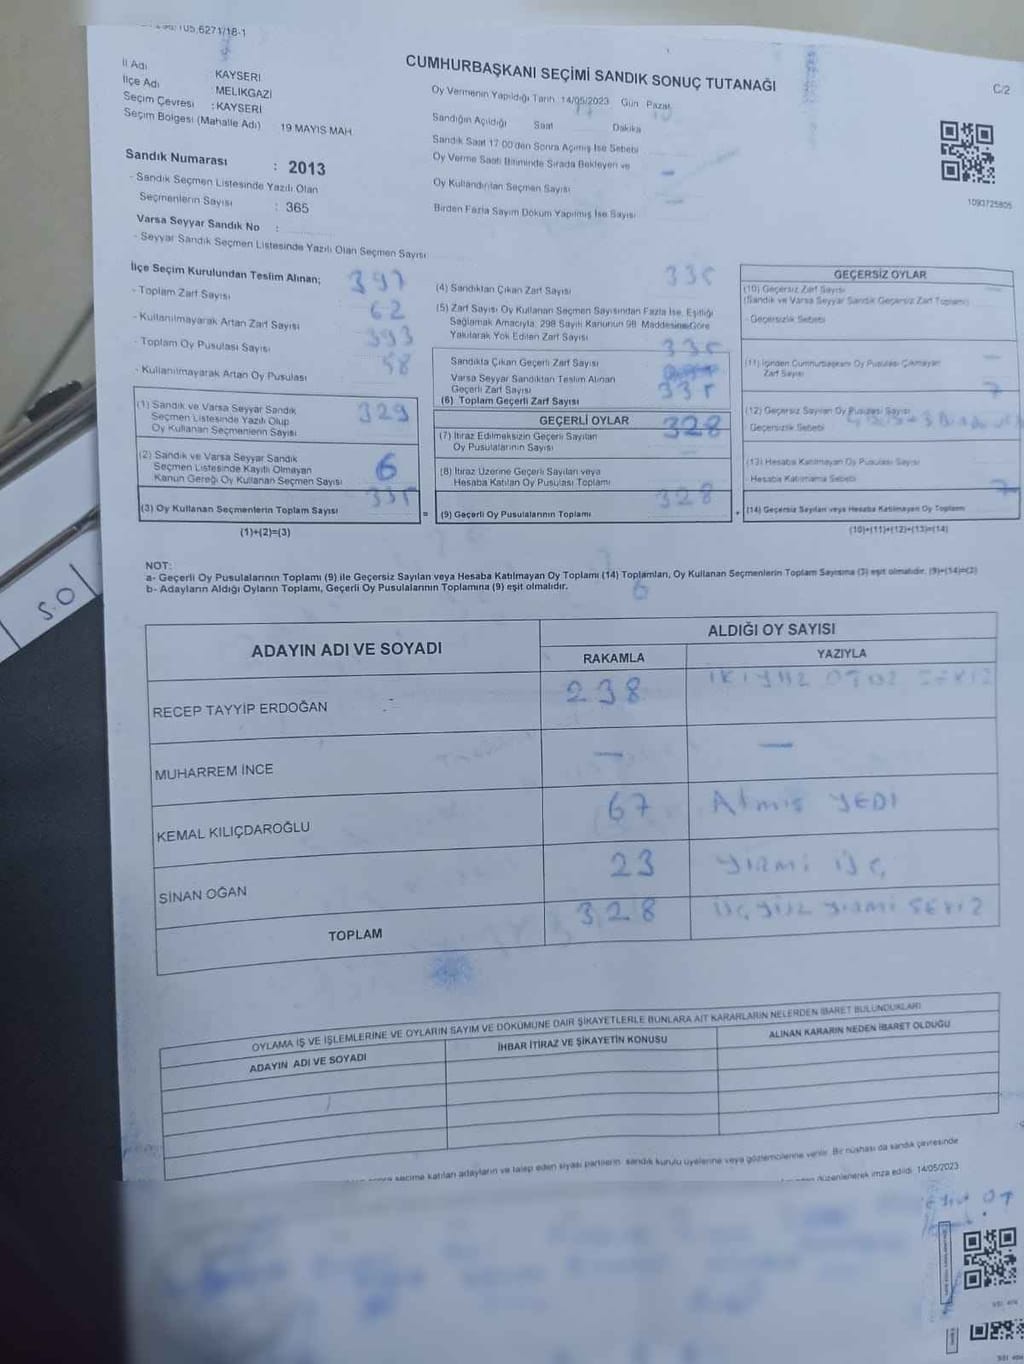 CUMHURBAŞKANI SEÇİMİ SANDIK SONUÇ TUTANAĞI
C/2
İl Adı : KAYSERİ
İlçe Adı : MELİKGAZİ
Seçim Çevresi : KAYSERİ
Seçim Bölgesi (Mahalle Adı) 19 MAYIS MAH.
Sandık Numarası : 2013
- Sandık Seçmen Listesinde Yazılı Olan
Seçmenlerin Sayısı : 365
Varsa Seyyar Sandık No :
- Seyyar Sandık Seçmen Listesinde Yazılı Olan Seçmen Sayısı
Oy Vermenin Yapıldığı Tarih 14/05/2023 Gün Pazar
Sandığın Açıldığı Saat Dakika
Sandık Saat 17:00'den Sonra Açılmış İse Sebebi
Oy Verme Saati Bitiminde Sırada Bekleyen ve
Oy Kullandırılan Seçmen Sayısı
Birden Fazla Sayım Döküm Yapılmış İse Sayısı
1093725805
İlçe Seçim Kurulundan Teslim Alınan;
- Toplam Zarf Sayısı 397
- Kullanılmayarak Artan Zarf Sayısı 62
- Toplam Oy Pusulası Sayısı 393
- Kullanılmayarak Artan Oy Pusulası 58
(1) Sandık ve Varsa Seyyar Sandık
Seçmen Listesinde Yazılı Olup
Oy Kullanan Seçmenlerin Sayısı 329
(2) Sandık ve Varsa Seyyar Sandık
Seçmen Listesinde Kayıtlı Olmayan
Kanun Gereği Oy Kullanan Seçmen Sayısı 6
(3) Oy Kullanan Seçmenlerin Toplam Sayısı 335
(1)+(2)=(3)
(4) Sandıktan Çıkan Zarf Sayısı 335
(5) Zarf Sayısı Oy Kullanan Seçmen Sayısından Fazla İse, Eşitliği
Sağlamak Amacıyla, 298 Sayılı Kanunun 98. Maddesine Göre
Yakılarak Yok Edilen Zarf Sayısı
Sandıkta Çıkan Geçerli Zarf Sayısı 335
Varsa Seyyar Sandıktan Teslim Alınan
Geçerli Zarf Sayısı
(6) Toplam Geçerli Zarf Sayısı 335
GEÇERLİ OYLAR
(7) İtiraz Edilmeksizin Geçerli Sayılan
Oy Pusulalarının Sayısı 328
(8) İtiraz Üzerine Geçerli Sayılan veya
Hesaba Katılan Oy Pusulası Toplamı
=
(9) Geçerli Oy Pusulalarının Toplamı 328
GEÇERSİZ OYLAR
(10) Geçersiz Zarf Sayısı
(Sandık ve Varsa Seyyar Sandık Geçersiz Zarf Toplamı)
- Geçersizlik Sebebi
(11) İçinden Cumhurbaşkanı Oy Pusulası Çıkmayan
Zarf Sayısı
(12) Geçersiz Sayılan Oy Pusulası Sayısı 7
Geçersizlik Sebebi
(13) Hesaba Katılmayan Oy Pusulası Sayısı
- Hesaba Katılmama Sebebi
+
(14) Geçersiz Sayılan veya Hesaba Katılmayan Oy Toplamı 7
(10)+(11)+(12)+(13)=(14)
NOT:
a- Geçerli Oy Pusulalarının Toplamı (9) ile Geçersiz Sayılan veya Hesaba Katılmayan Oy Toplamı (14) Toplamları, Oy Kullanan Seçmenlerin Toplam Sayısına (3) eşit olmalıdır. (9)+(14)=(3)
b- Adayların Aldığı Oyların Toplamı, Geçerli Oy Pusulalarının Toplamına (9) eşit olmalıdır.
ADAYIN ADI VE SOYADI
ALDIĞI OY SAYISI
RAKAMLA
YAZIYLA
RECEP TAYYİP ERDOĞAN 238 İKİYÜZ OTUZ SEKİZ
MUHARREM İNCE — —
KEMAL KILIÇDAROĞLU 67 Atmış YEDİ
SİNAN OĞAN 23 yirmi üç
TOPLAM 328 üçyüz yirmi SEKİZ
OYLAMA İŞ VE İŞLEMLERİNE VE OYLARIN SAYIM VE DÖKÜMÜNE DAİR ŞİKAYETLERLE BUNLARA AİT KARARLARIN NELERDEN İBARET BULUNDUKLARI
ADAYIN ADI VE SOYADI
İHBAR İTİRAZ VE ŞİKAYETİN KONUSU
ALINAN KARARIN NEDEN İBARET OLDUĞU
seçime katılan adayların ve talep eden siyasi partilerin sandık kurulu üyelerine veya gözlemcilerine verilir. Bir nüshası da sandık çevresinde
düzenlenerek imza edildi. 14/05/2023
S.O